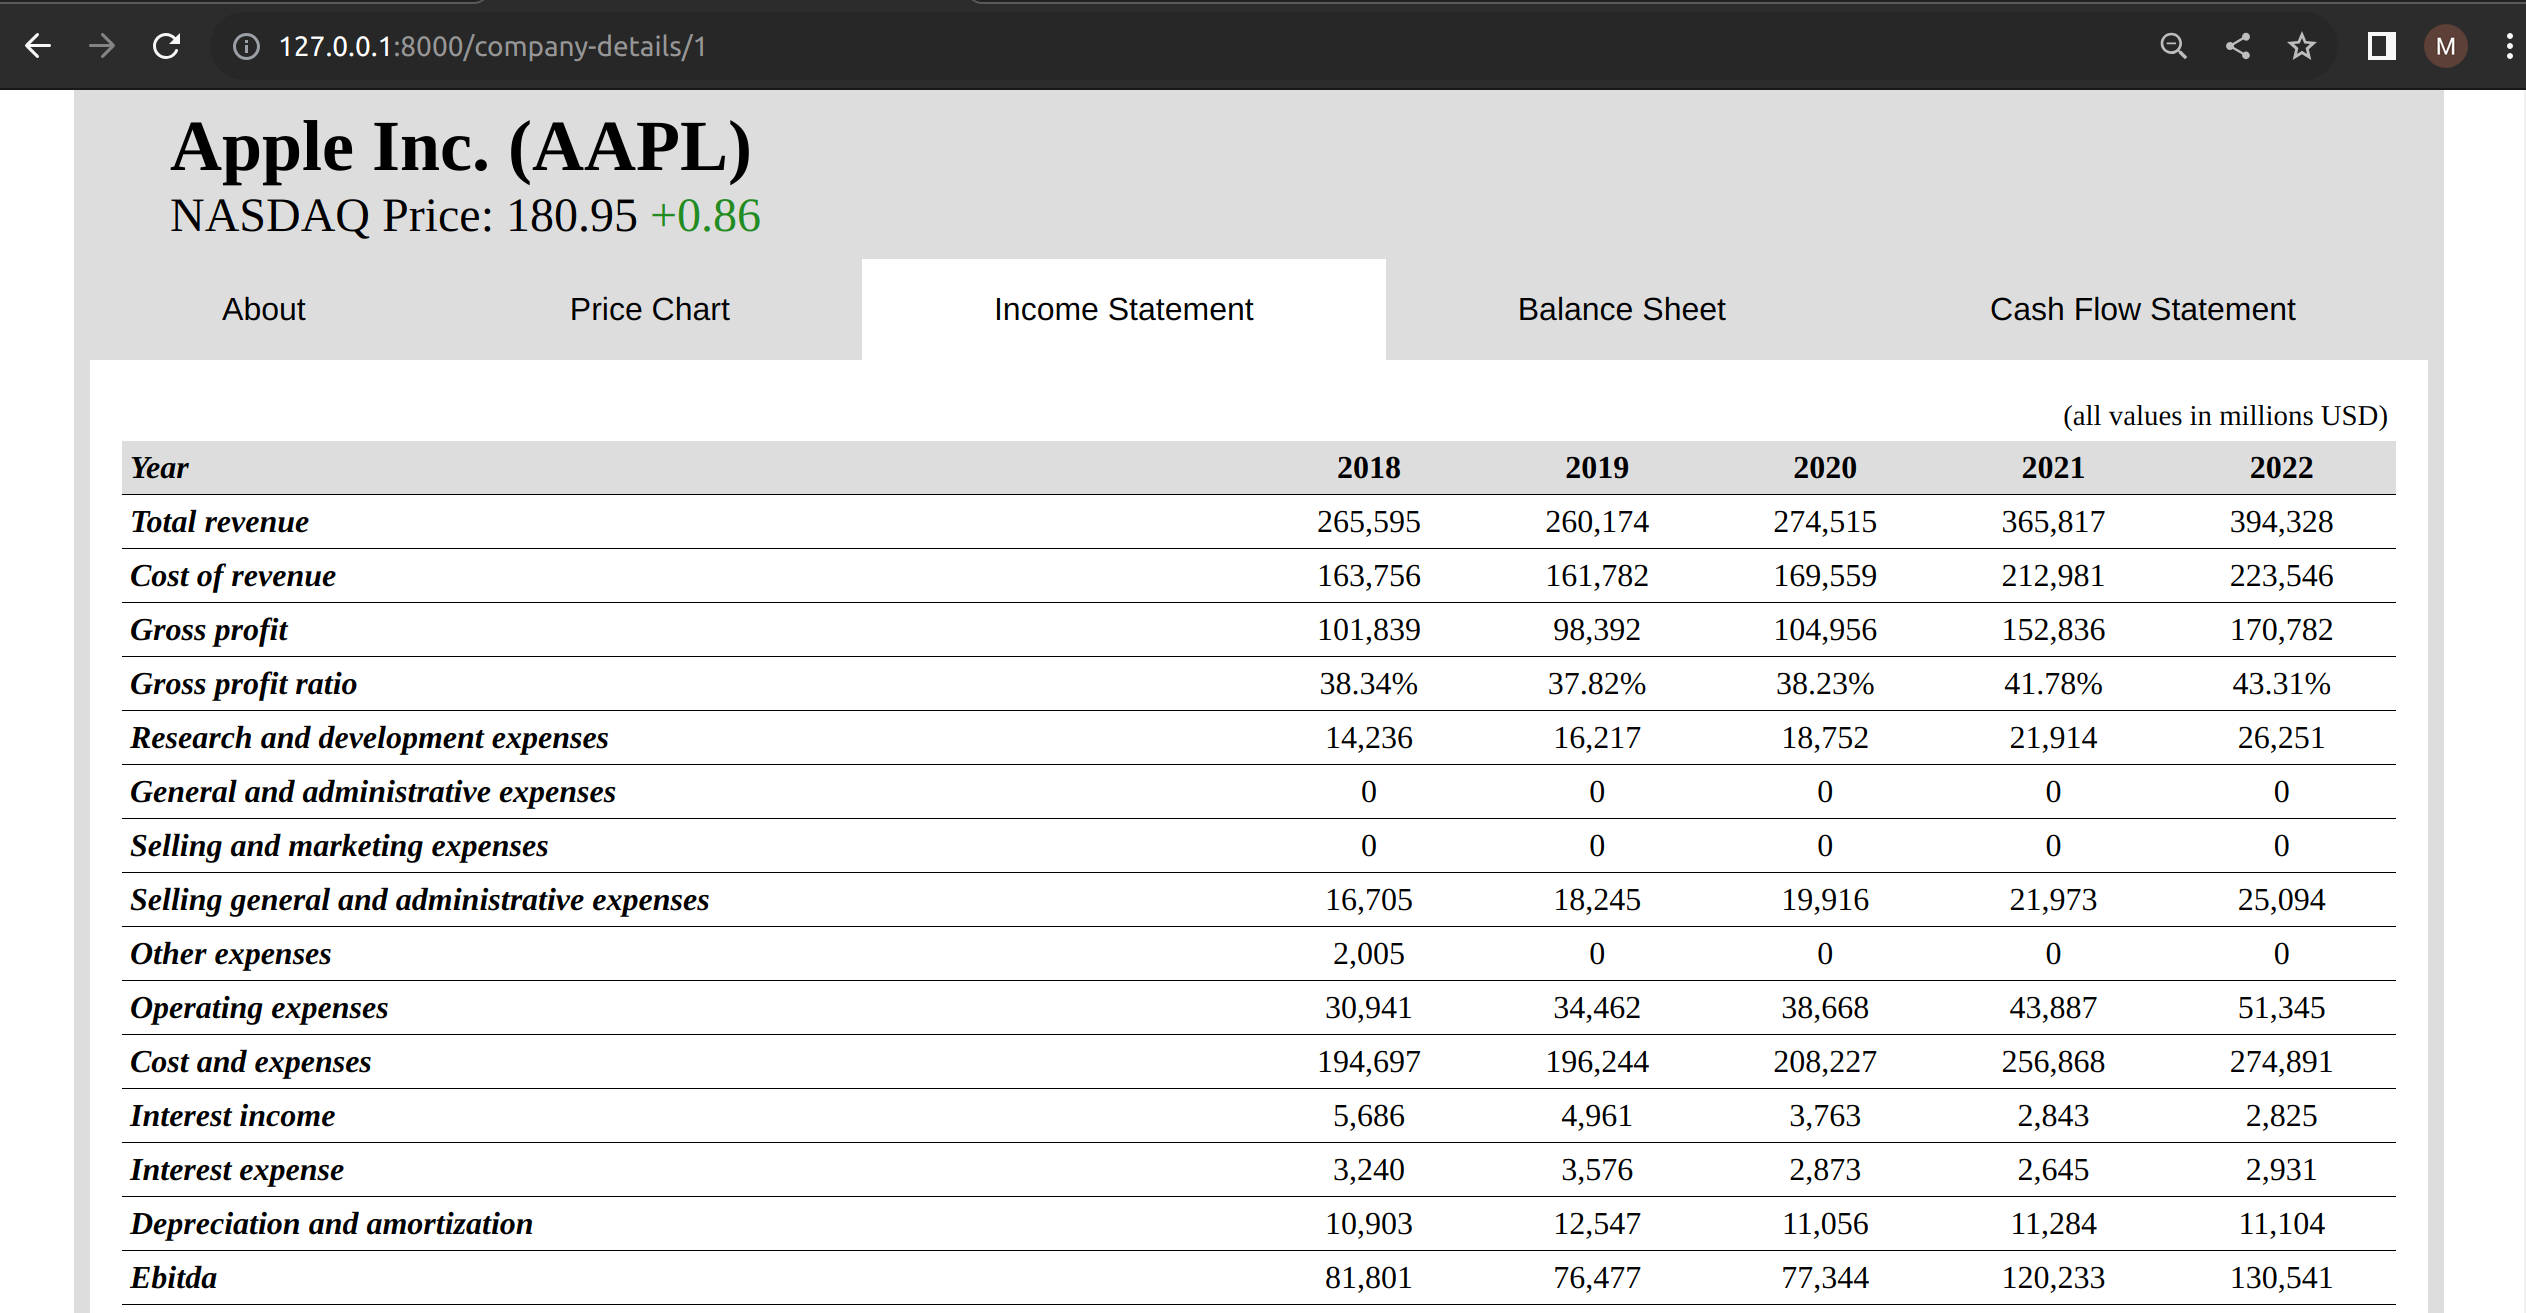 127.0.0.1:8000/company-details/1
M
Apple Inc. (AAPL)
NASDAQ Price: 180.95 +0.86
About Price Chart Income Statement Balance Sheet Cash Flow Statement
(all values in millions USD)
Year 2018 2019 2020 2021 2022
Total revenue 265,595 260,174 274,515 365,817 394,328
Cost of revenue 163,756 161,782 169,559 212,981 223,546
Gross profit 101,839 98,392 104,956 152,836 170,782
Gross profit ratio 38.34% 37.82% 38.23% 41.78% 43.31%
Research and development expenses 14,236 16,217 18,752 21,914 26,251
General and administrative expenses 0 0 0 0 0
Selling and marketing expenses 0 0 0 0 0
Selling general and administrative expenses 16,705 18,245 19,916 21,973 25,094
Other expenses 2,005 0 0 0 0
Operating expenses 30,941 34,462 38,668 43,887 51,345
Cost and expenses 194,697 196,244 208,227 256,868 274,891
Interest income 5,686 4,961 3,763 2,843 2,825
Interest expense 3,240 3,576 2,873 2,645 2,931
Depreciation and amortization 10,903 12,547 11,056 11,284 11,104
Ebitda 81,801 76,477 77,344 120,233 130,541